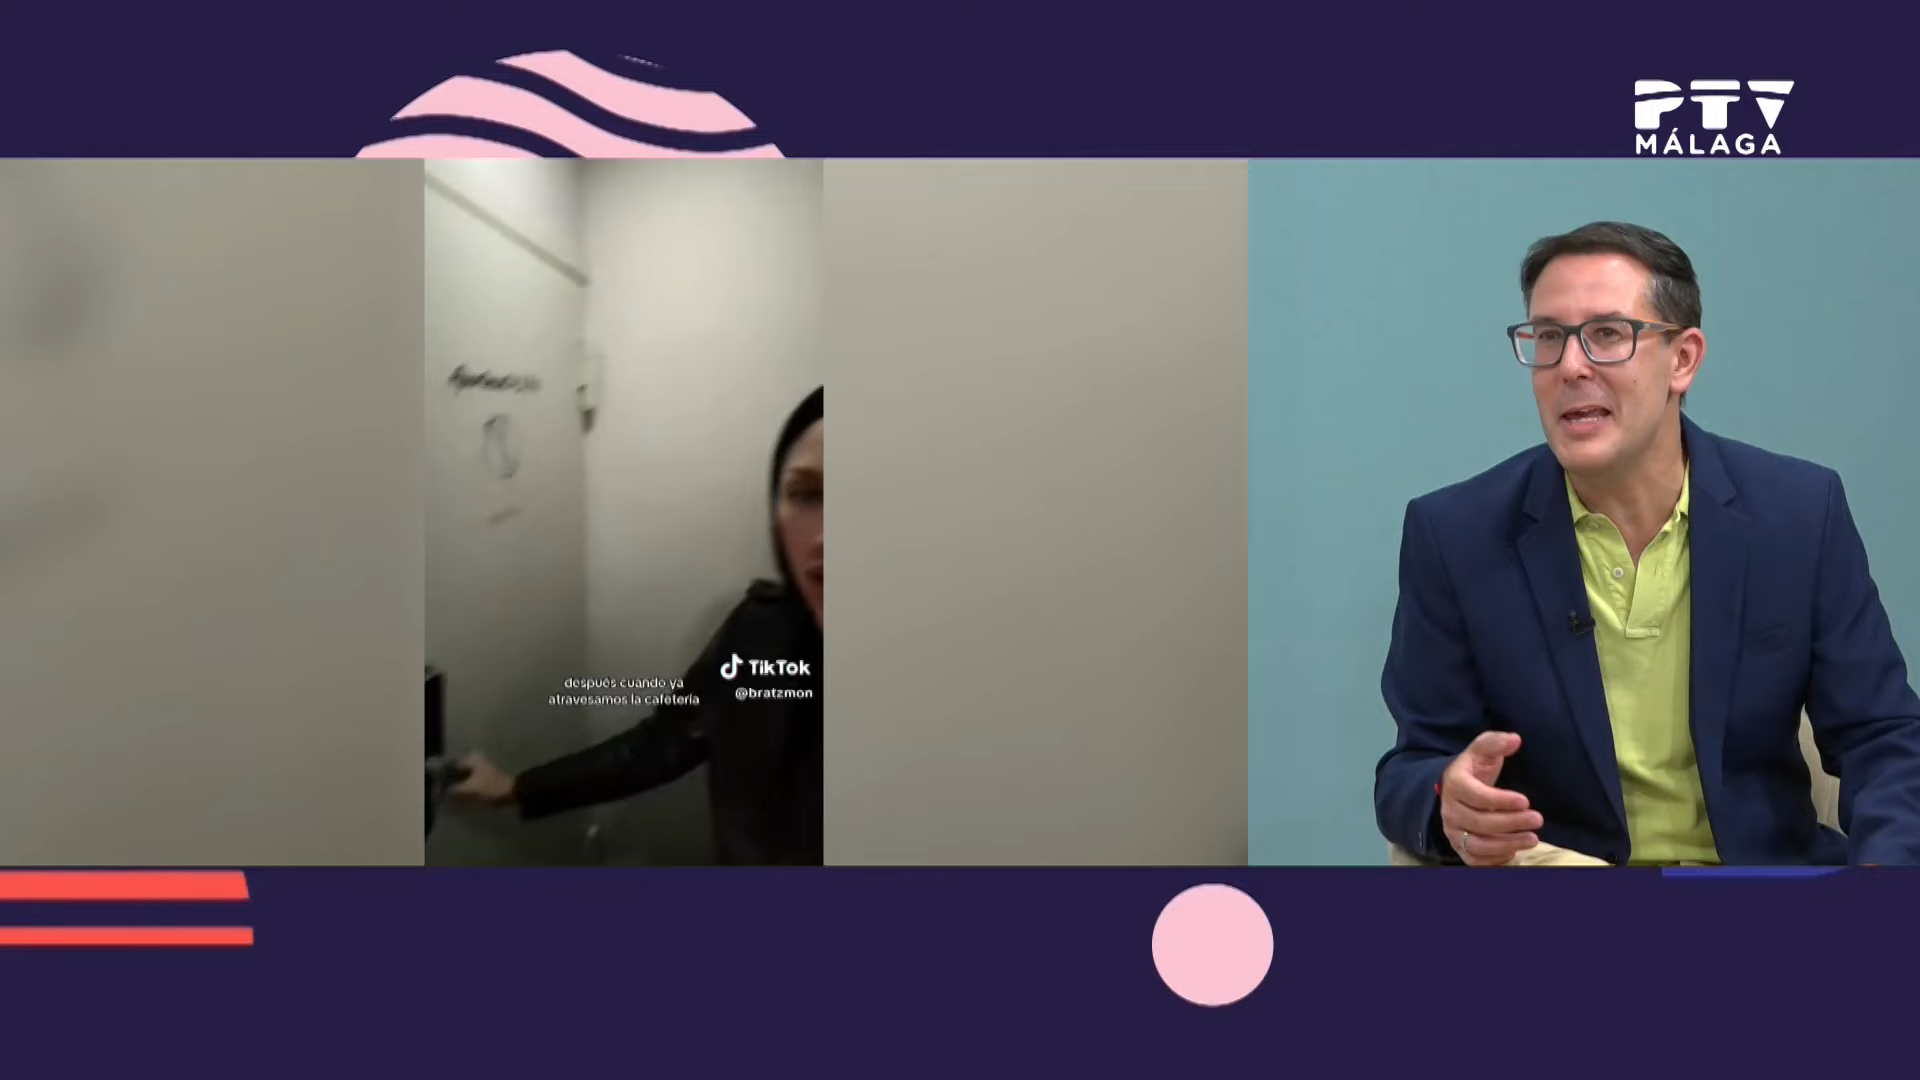 PTV
MÁLAGA
TikTok
@bratzmon
después cuando ya
atravesamos la cafetería